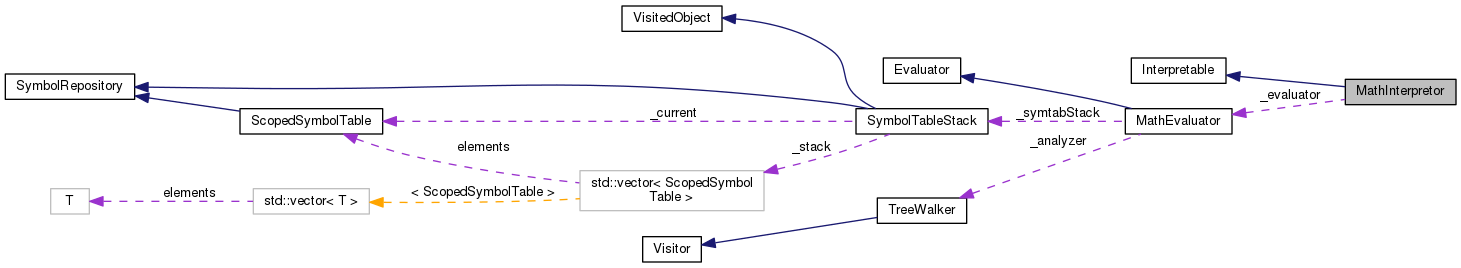 VisitedObject
Evaluator
Interpretable
SymbolRepository
MathInterpretor
_evaluator
ScopedSymbolTable
_current
SymbolTableStack
_symtabStack
MathEvaluator
elements
_stack
_analyzer
std::vector< ScopedSymbol
Table >
T
elements
std::vector< T >
< ScopedSymbolTable >
TreeWalker
Visitor